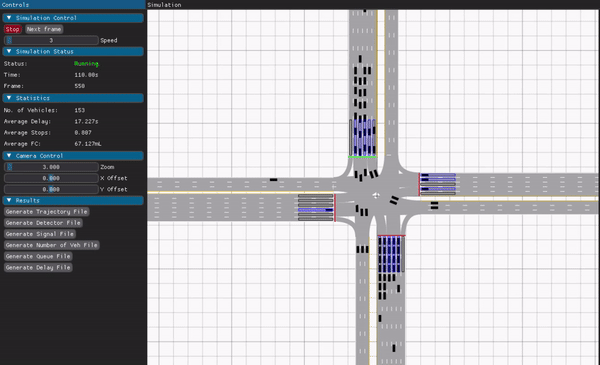 Controls
Simulation
▼ Simulation Control
Stop Next frame
3 Speed
▼ Simulation Status
Status: Running
Time: 110.00s
Frame: 550
▼ Statistics
No. of Vehicles: 153
Average Delay: 17.227s
Average Stops: 0.807
Average FC: 67.127mL
▼ Camera Control
3.000 Zoom
0.000 X Offset
0.000 Y Offset
▼ Results
Generate Trajectory File
Generate Detector File
Generate Signal File
Generate Number of Veh File
Generate Queue File
Generate Delay File